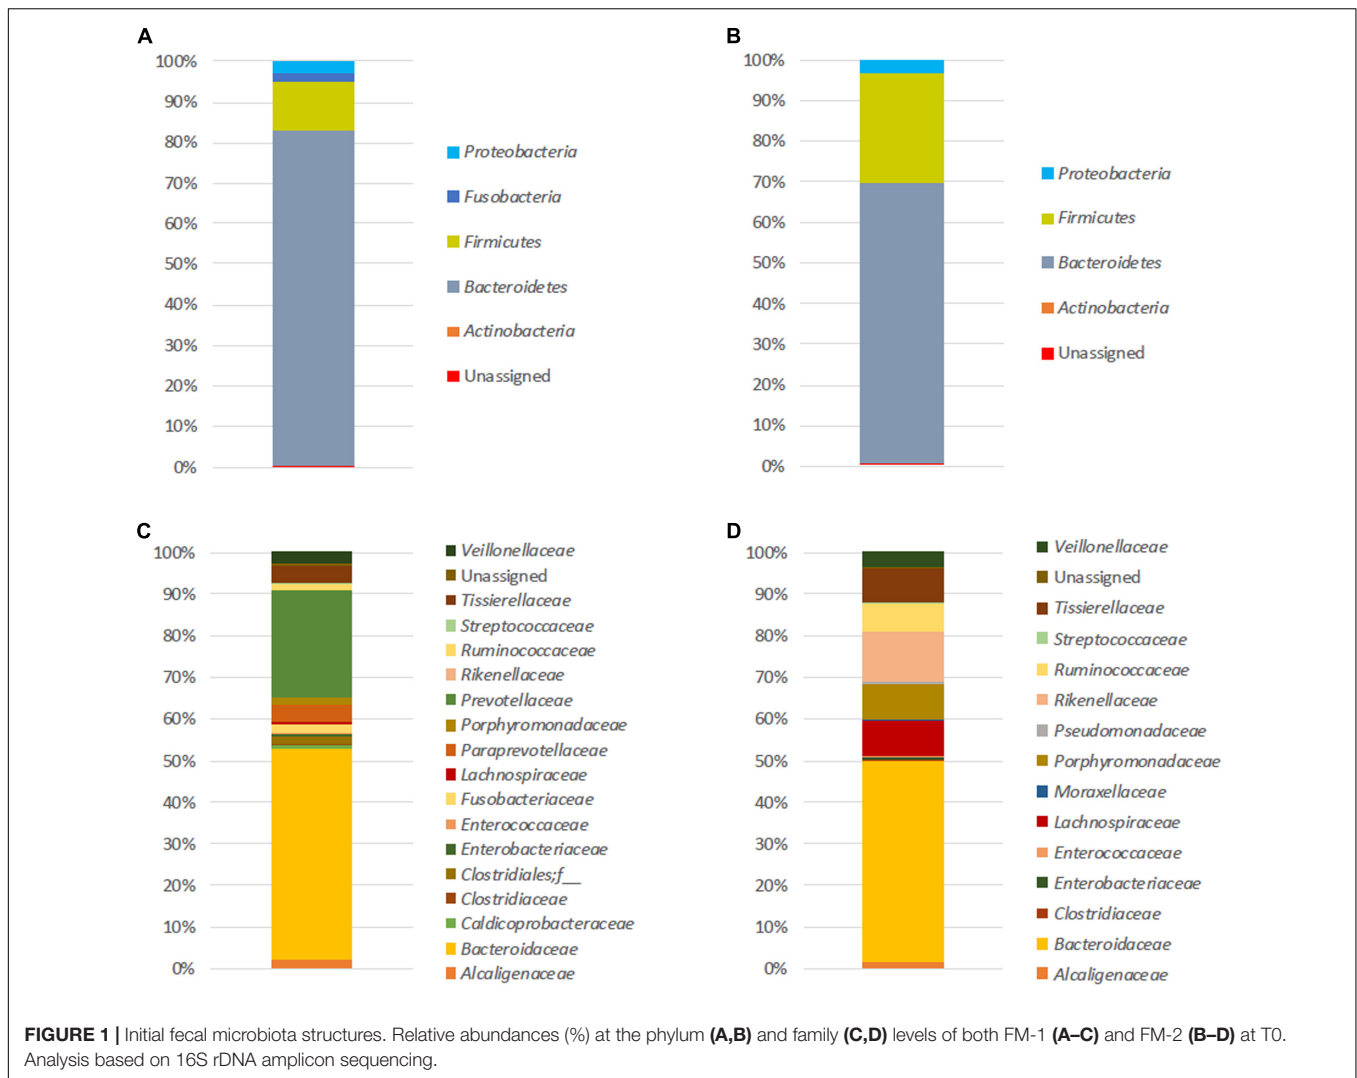 A
100%
90%
80%
70%
60%
50%
40%
30%
20%
10%
0%
Proteobacteria
Fusobacteria
Firmicutes
Bacteroidetes
Actinobacteria
Unassigned
B
100%
90%
80%
70%
60%
50%
40%
30%
20%
10%
0%
Proteobacteria
Firmicutes
Bacteroidetes
Actinobacteria
Unassigned
C
100%
90%
80%
70%
60%
50%
40%
30%
20%
10%
0%
Veillonellaceae
Unassigned
Tissierellaceae
Streptococcaceae
Ruminococcaceae
Rikenellaceae
Prevotellaceae
Porphyromonadaceae
Paraprevotellaceae
Lachnospiraceae
Fusobacteriaceae
Enterococcaceae
Enterobacteriaceae
Clostridiales;f__
Clostridiaceae
Caldicoprobacteraceae
Bacteroidaceae
Alcaligenaceae
D
100%
90%
80%
70%
60%
50%
40%
30%
20%
10%
0%
Veillonellaceae
Unassigned
Tissierellaceae
Streptococcaceae
Ruminococcaceae
Rikenellaceae
Pseudomonadaceae
Porphyromonadaceae
Moraxellaceae
Lachnospiraceae
Enterococcaceae
Enterobacteriaceae
Clostridiaceae
Bacteroidaceae
Alcaligenaceae
FIGURE 1 | Initial fecal microbiota structures. Relative abundances (%) at the phylum (A,B) and family (C,D) levels of both FM-1 (A–C) and FM-2 (B–D) at T0.
Analysis based on 16S rDNA amplicon sequencing.